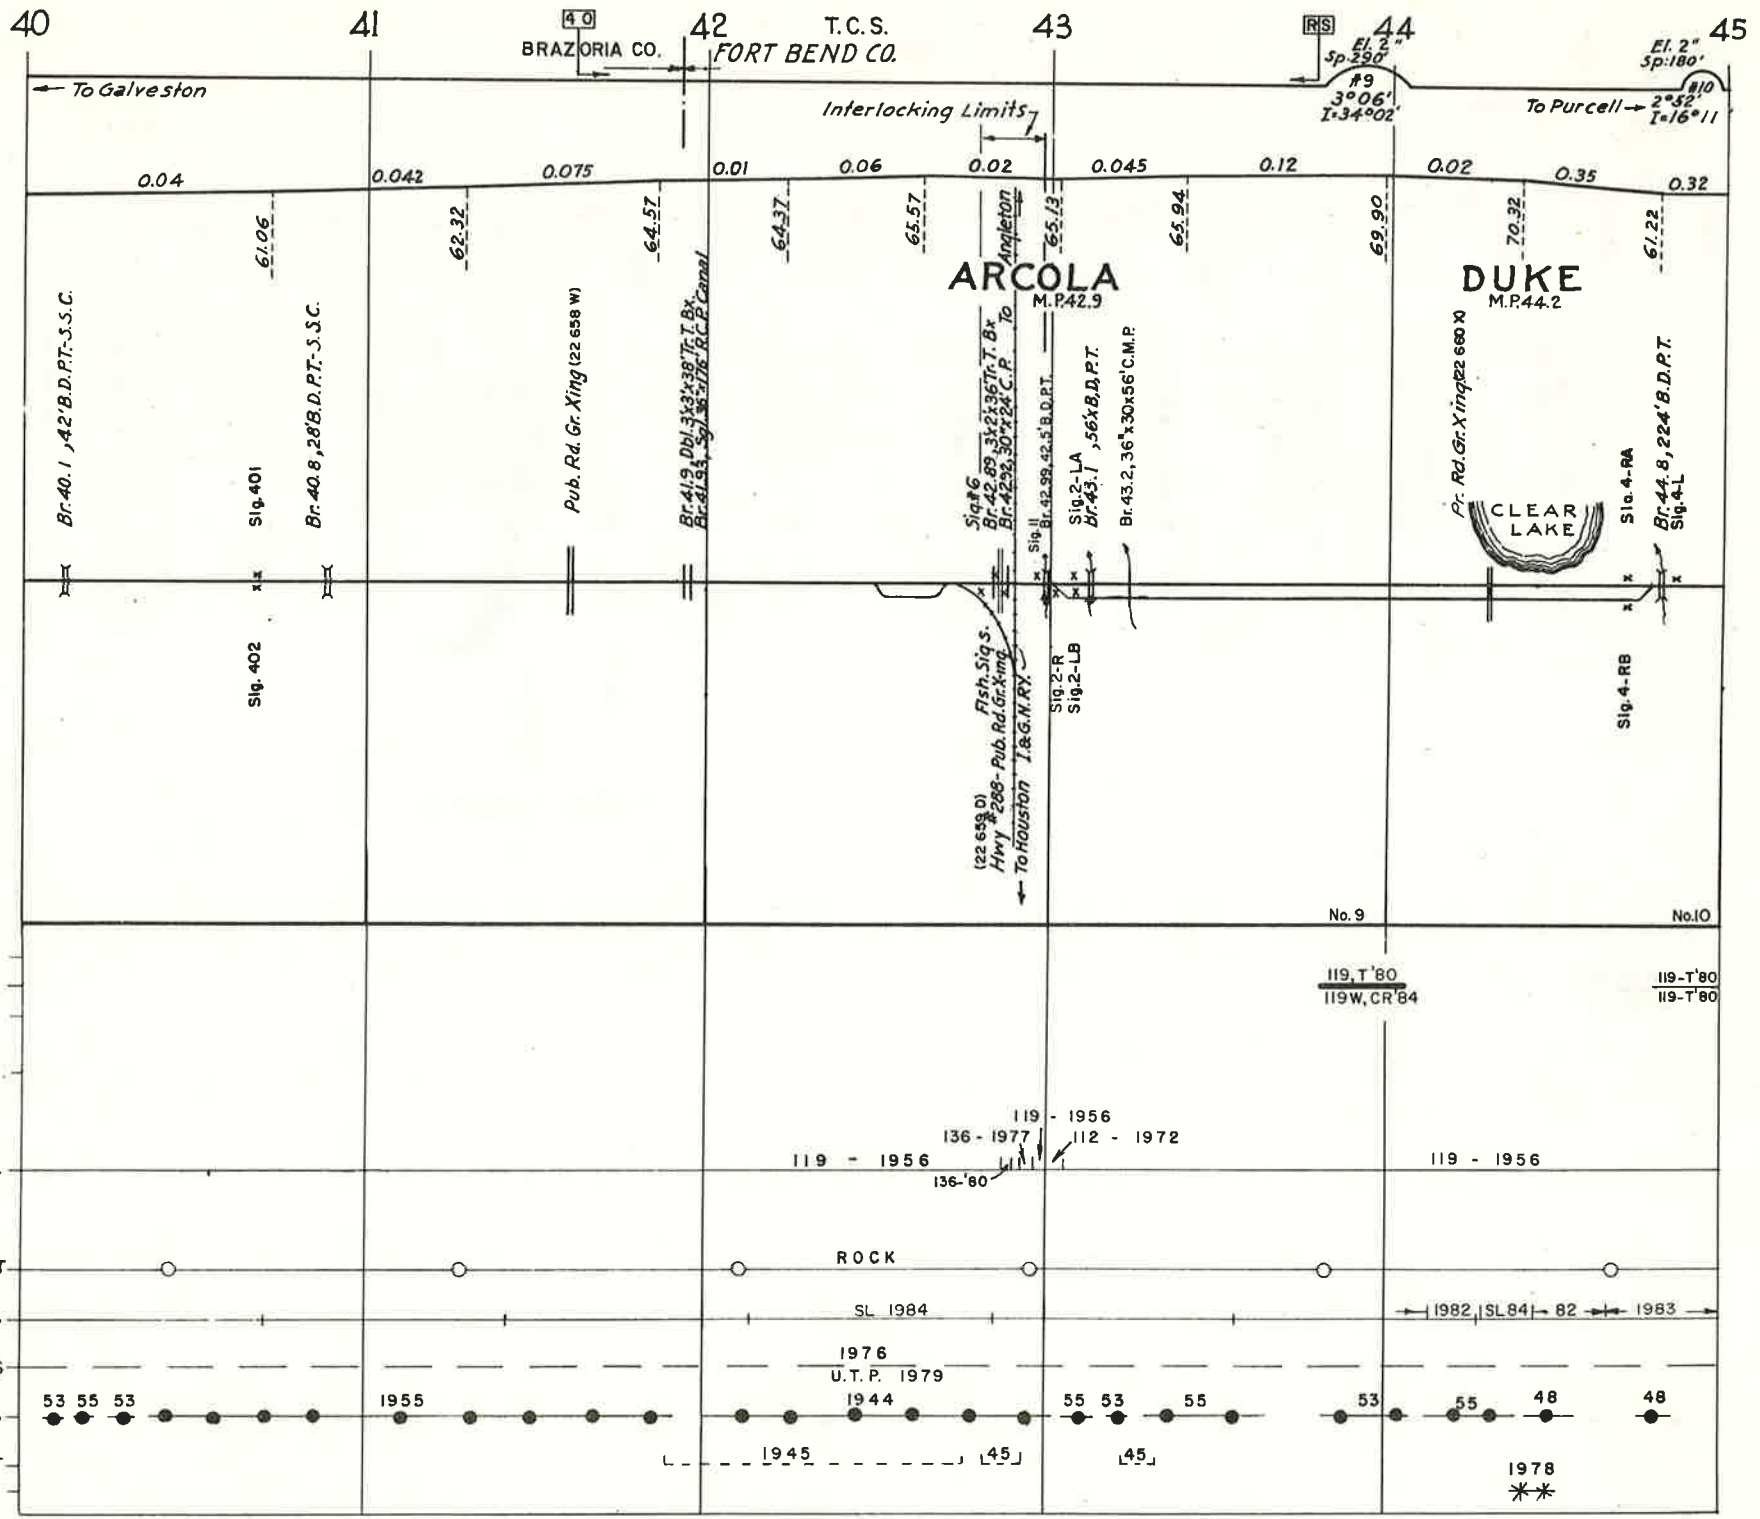 40 41 42 T.C.S. 43 44 45
40
RS
BRAZORIA CO. FORT BEND CO.
El. 2"
Sp.290'
#9
3°06'
I=34°02'
El. 2"
Sp:180'
#10
2°52'
I=16°11'
← To Galveston
Interlocking Limits
To Purcell →
0.04 0.042 0.075 0.01 0.06 0.02 0.045 0.12 0.02 0.35 0.32
61.06 62.32 64.57 64.37 65.57 65.13 65.94 69.90 70.32 61.22
ARCOLA
M.P.42.9
DUKE
M.P.44.2
Br.40.1, 42'B.D.P.T.-S.S.C.
Sig.401
Br.40.8, 28'B.D.P.T.-S.S.C.
Pub. Rd. Gr. Xing (22 658 W)
Br.41.9, Dbl.3'x3'x38'Tr.T. Bx.
Br.41.93, Sgl.36"x176' R.C.P. Canal
Sig.#6
Br.42.89, 3'x2'x36'Tr.T. Bx
Br.42.92, 30"x24'C.P.
To Angleton
Sig.11
Br.42.99, 42.5'B.D.P.T.
Sig.2-LA
Br.43.1, 56'xB.D.P.T.
Br.43.2, 36"x30x56'C.M.P.
Pr. Rd.Gr.Xing(22 660 X)
CLEAR
LAKE
Sig.4-RA
Br.44.8, 224'B.D.P.T.
Sig.4-L
Sig.402
Flsh.Sigs.
(22 659 D)
Hwy #288-Pub.Rd.Gr.X-ing
← To Houston I.&G.N.RY.
Sig.2-R
Sig.2-LB
Sig.4-RB
No.9 No.10
119,T'80
119W,CR'84
119-T'80
119-T'80
119 - 1956
136 - 1977 112 - 1972
119 - 1956 119 - 1956
136-'80
ROCK
SL 1984 1982 SL84 82 1983
1976
U.T.P. 1979
53 55 53 1955 1944 55 53 55 53 55 48 48
1945 45 45
1978